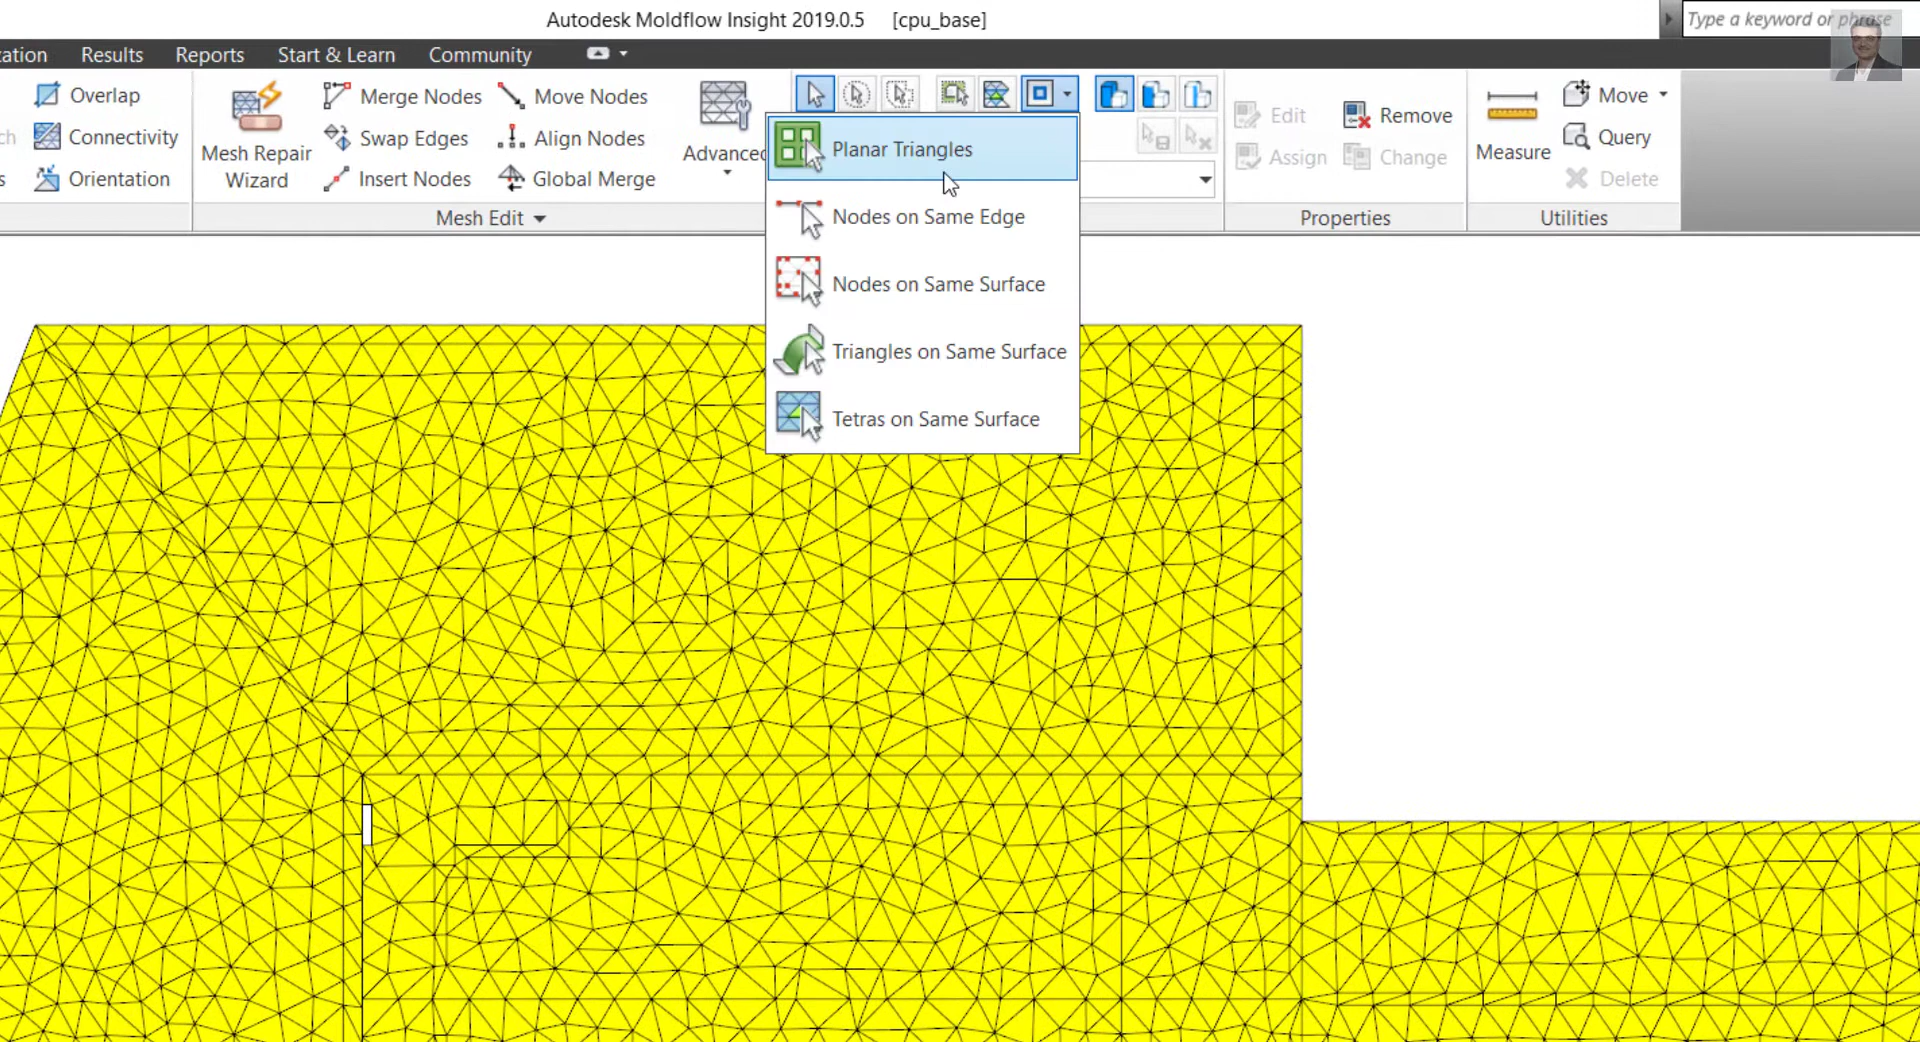 Autodesk Moldflow Insight 2019.0.5 [cpu_base]
Type a keyword or phrase
ation Results Reports Start & Learn Community
Overlap
Connectivity
Orientation
ch
s
Mesh Repair
Wizard
Merge Nodes
Swap Edges
Insert Nodes
Move Nodes
Align Nodes
Global Merge
Advanced
Mesh Edit
Planar Triangles
Nodes on Same Edge
Nodes on Same Surface
Triangles on Same Surface
Tetras on Same Surface
Edit
Assign
Remove
Change
Properties
Measure
Move
Query
Delete
Utilities